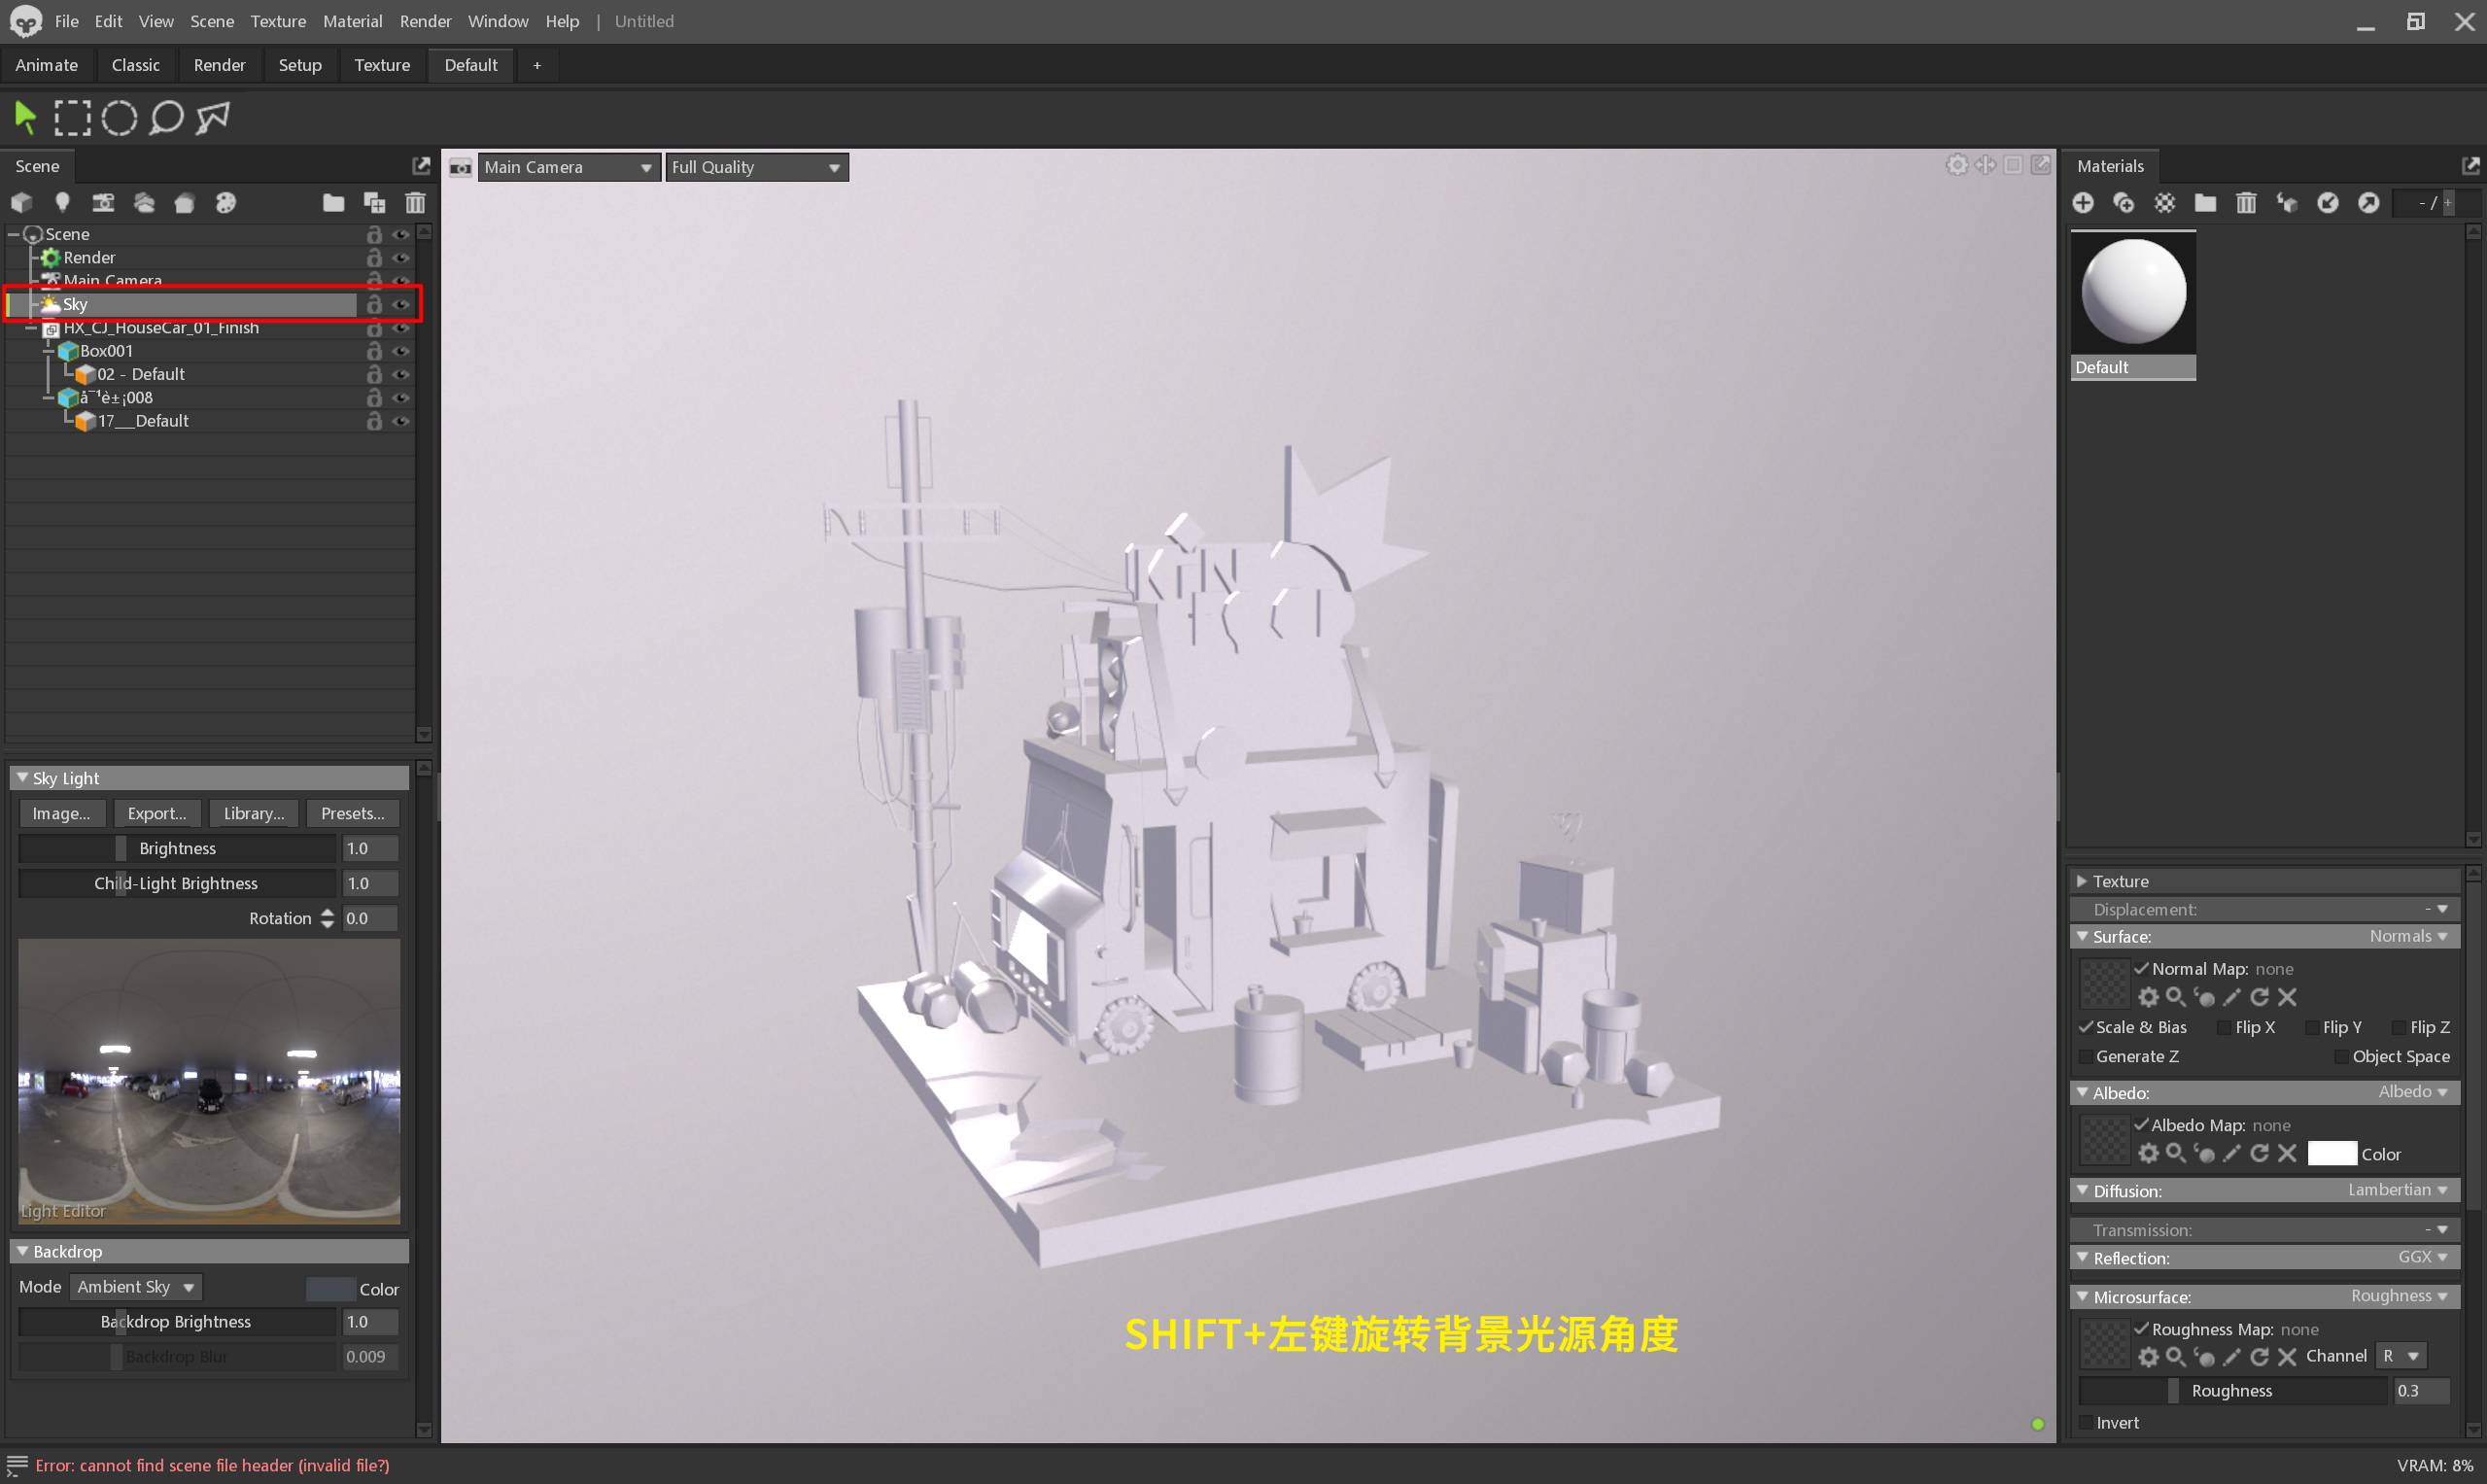 File Edit View Scene Texture Material Render Window Help | Untitled
Animate Classic Render Setup Texture Default +
Scene
Main Camera Full Quality
Materials
- / +
Scene
Render
Main Camera
Sky
HX_CJ_HouseCar_01_Finish
Box001
02 - Default
å¯¹è±¡008
17__Default
Default
Sky Light
Image... Export... Library... Presets...
Brightness 1.0
Child-Light Brightness 1.0
Rotation 0.0
Light Editor
Backdrop
Mode Ambient Sky Color
Backdrop Brightness 1.0
Backdrop Blur 0.009
SHIFT+左键旋转背景光源角度
Texture
Displacement: -
Surface: Normals
Normal Map: none
Scale & Bias Flip X Flip Y Flip Z
Generate Z Object Space
Albedo: Albedo
Albedo Map: none
Color
Diffusion: Lambertian
Transmission: -
Reflection: GGX
Microsurface: Roughness
Roughness Map: none
Channel R
Roughness 0.3
Invert
Error: cannot find scene file header (invalid file?)
VRAM: 8%